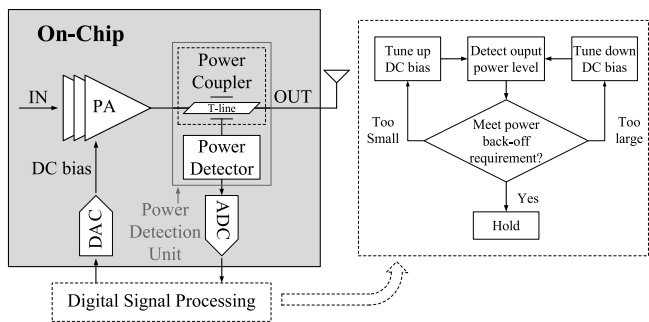 On-Chip
Power
Coupler
IN
PA
T-line
OUT
Power
Detector
DC bias
DAC
ADC
Power
Detection
Unit
Digital Signal Processing
Tune up
DC bias
Detect ouput
power level
Tune down
DC bias
Too
Small
Meet power
back-off
requirement?
Too
large
Yes
Hold